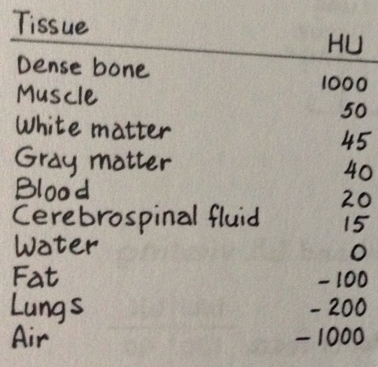 Tissue HU
Dense bone 1000
Muscle 50
White matter 45
Gray matter 40
Blood 20
Cerebrospinal fluid 15
Water 0
Fat -100
Lungs -200
Air -1000